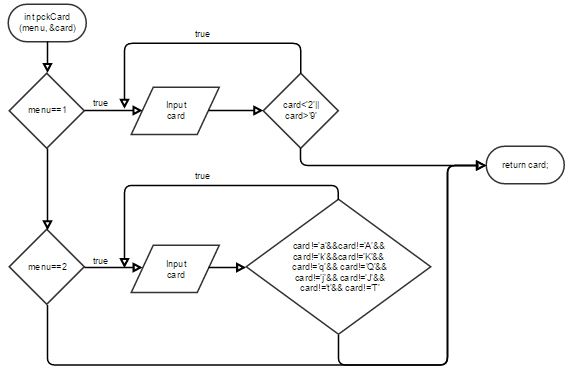 int pckCard
(menu, &card)
true
menu==1
true
Input
card
card<'2'||
card>'9'
return card;
true
menu==2
true
Input
card
card!='a'&&card!='A'&&
card!='k'&&card!='K'&&
card!='q'&& card!='Q'&&
card!='j'&& card!='J'&&
card!='t'&& card!='T'